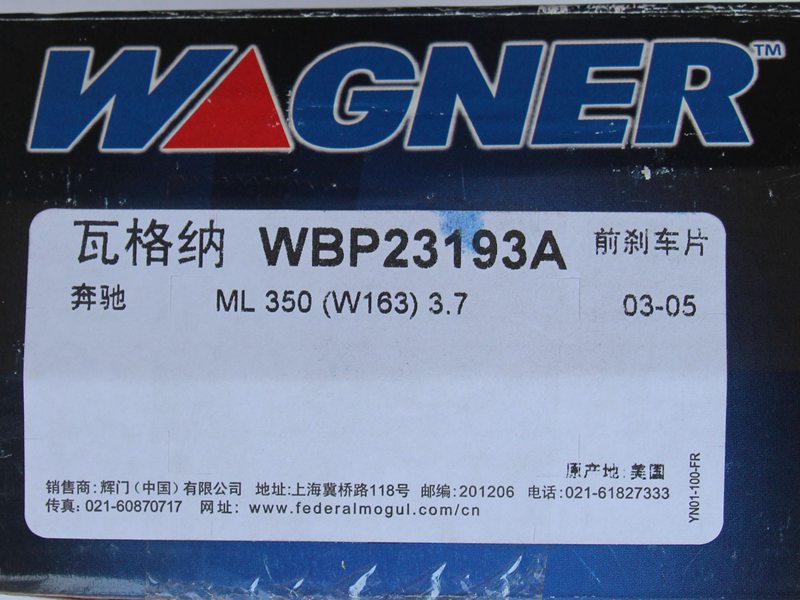 WAGNER™
瓦格纳 WBP23193A 前刹车片
奔驰 ML 350 (W163) 3.7 03-05
原产地: 美国
销售商: 辉门（中国）有限公司 地址:上海冀桥路118号 邮编: 201206 电话: 021-61827333
传真: 021-60870717 网址: www.federalmogul.com/cn
YN01-100-FR